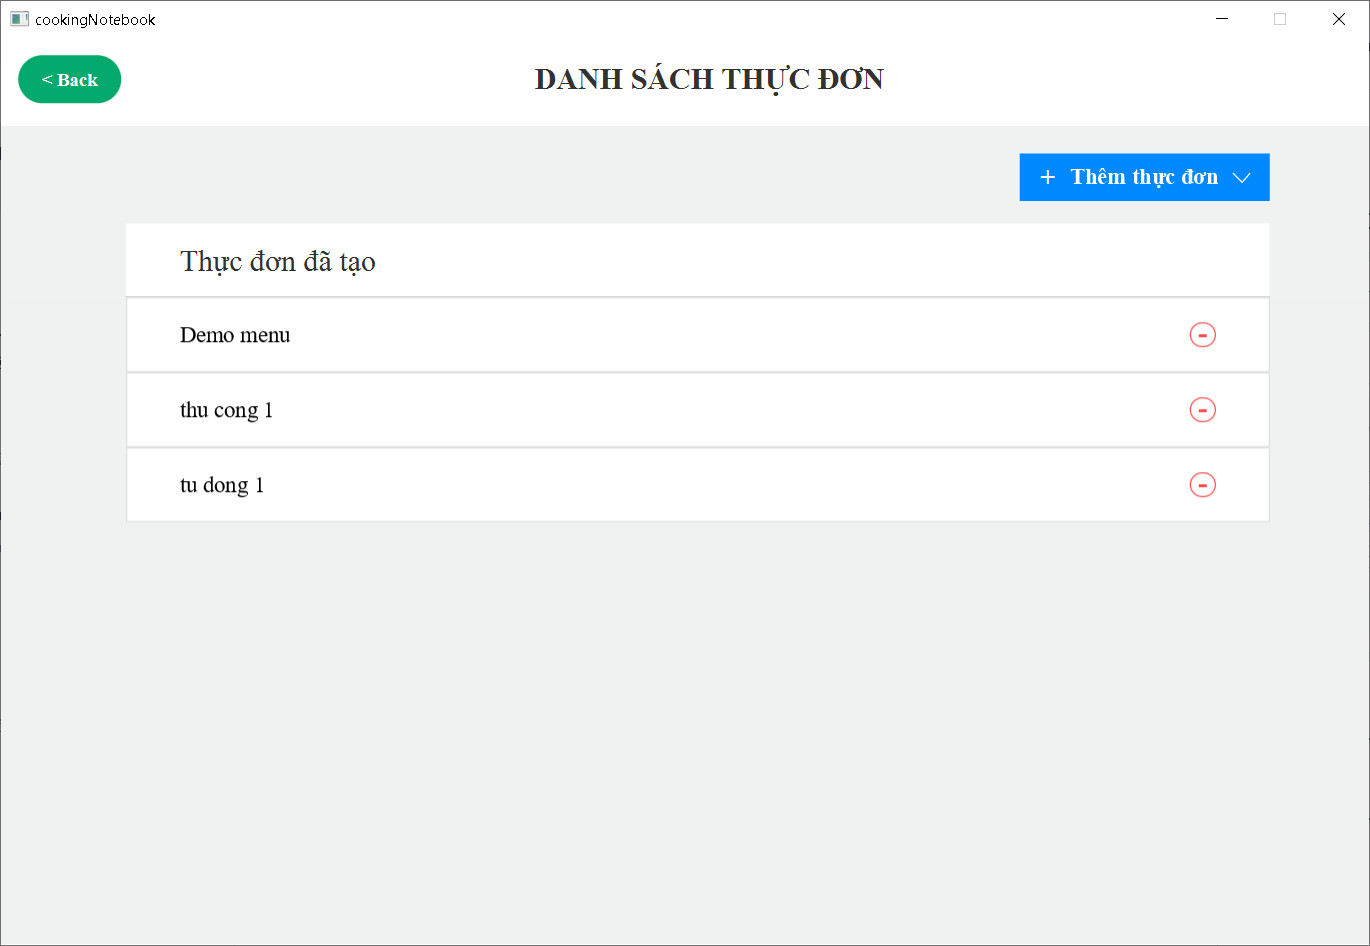 cookingNotebook
< Back
DANH SÁCH THỰC ĐƠN
+ Thêm thực đơn
Thực đơn đã tạo
Demo menu
thu cong 1
tu dong 1